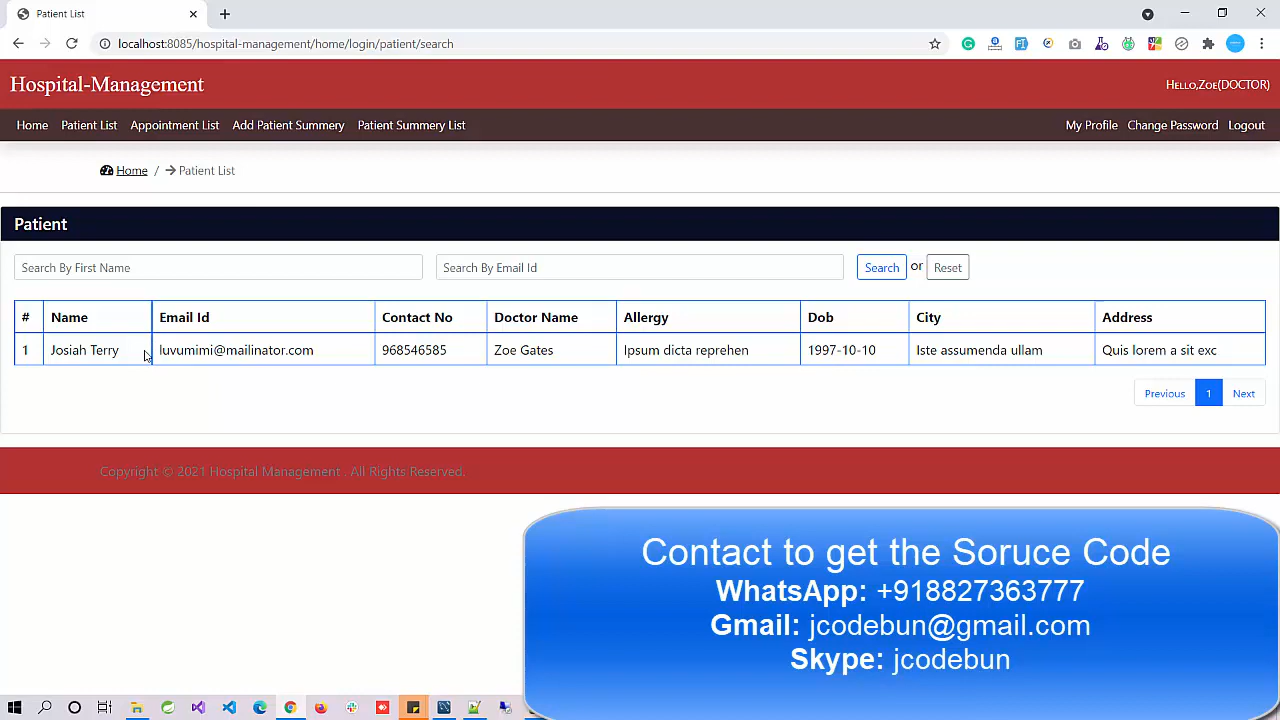 Patient List
localhost:8085/hospital-management/home/login/patient/search
Hospital-Management
Hello,Zoe(DOCTOR)
Home Patient List Appointment List Add Patient Summery Patient Summery List My Profile Change Password Logout
Home / Patient List
Patient
Search By First Name Search By Email Id Search or Reset
# Name Email Id Contact No Doctor Name Allergy Dob City Address
1 Josiah Terry luvumimi@mailinator.com 968546585 Zoe Gates Ipsum dicta reprehen 1997-10-10 Iste assumenda ullam Quis lorem a sit exc
Previous 1 Next
Copyright © 2021 Hospital Management . All Rights Reserved.
Contact to get the Soruce Code
WhatsApp: +918827363777
Gmail: jcodebun@gmail.com
Skype: jcodebun